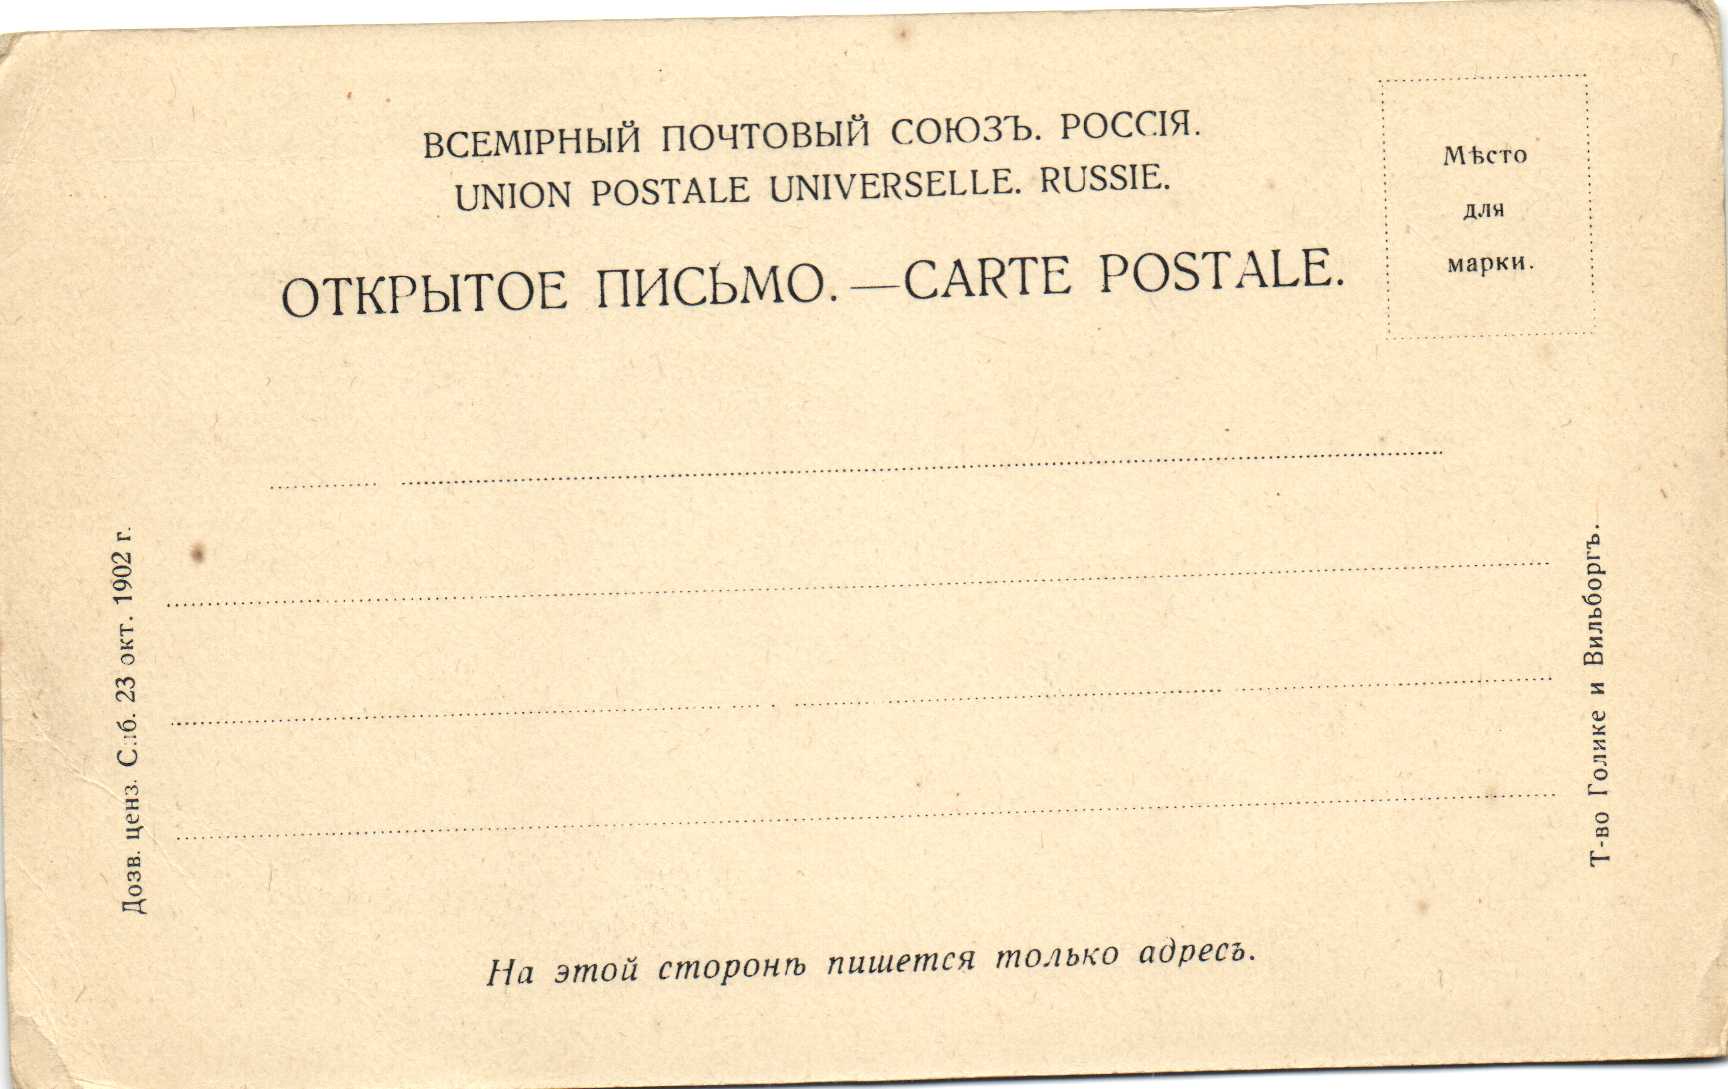 ВСЕМІРНЫЙ ПОЧТОВЫЙ СОЮЗЪ. РОССІЯ.
UNION POSTALE UNIVERSELLE. RUSSIE.
ОТКРЫТОЕ ПИСЬМО.—CARTE POSTALE.
Мѣсто
для
марки.
Дозв. ценз. Спб. 23 окт. 1902 г.
Т-во Голике и Вильборгъ.
На этой сторонѣ пишется только адресъ.